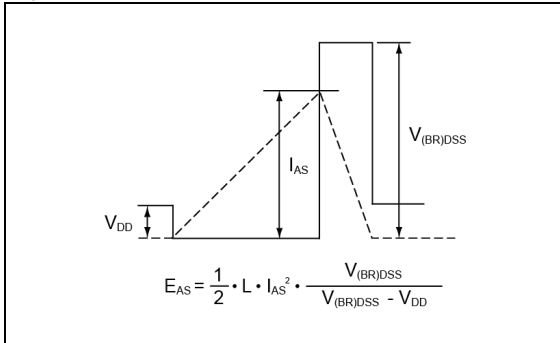 V(BR)DSS
IAS
VDD
EAS = 1/2 • L • IAS² • V(BR)DSS / (V(BR)DSS - VDD)